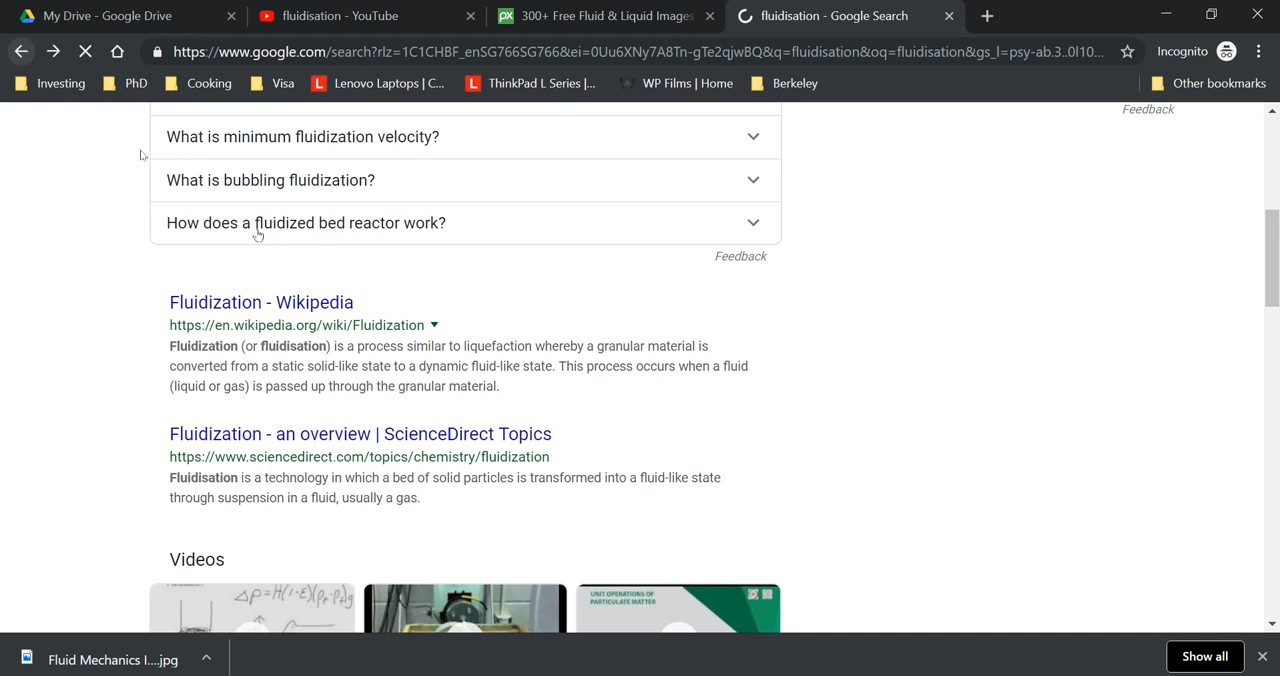 My Drive - Google Drive
fluidisation - YouTube
300+ Free Fluid & Liquid Images
fluidisation - Google Search
https://www.google.com/search?rlz=1C1CHBF_enSG766SG766&ei=0Uu6XNy7A8Tn-gTe2qjwBQ&q=fluidisation&oq=fluidisation&gs_l=psy-ab.3..0l10...
Incognito
Investing
PhD
Cooking
Visa
Lenovo Laptops | C...
ThinkPad L Series |...
WP Films | Home
Berkeley
Other bookmarks
Feedback
What is minimum fluidization velocity?
What is bubbling fluidization?
How does a fluidized bed reactor work?
Feedback
Fluidization - Wikipedia
https://en.wikipedia.org/wiki/Fluidization
Fluidization (or fluidisation) is a process similar to liquefaction whereby a granular material is
converted from a static solid-like state to a dynamic fluid-like state. This process occurs when a fluid
(liquid or gas) is passed up through the granular material.
Fluidization - an overview | ScienceDirect Topics
https://www.sciencedirect.com/topics/chemistry/fluidization
Fluidisation is a technology in which a bed of solid particles is transformed into a fluid-like state
through suspension in a fluid, usually a gas.
Videos
UNIT OPERATIONS OF
PARTICULATE MATTER
Fluid Mechanics I....jpg
Show all